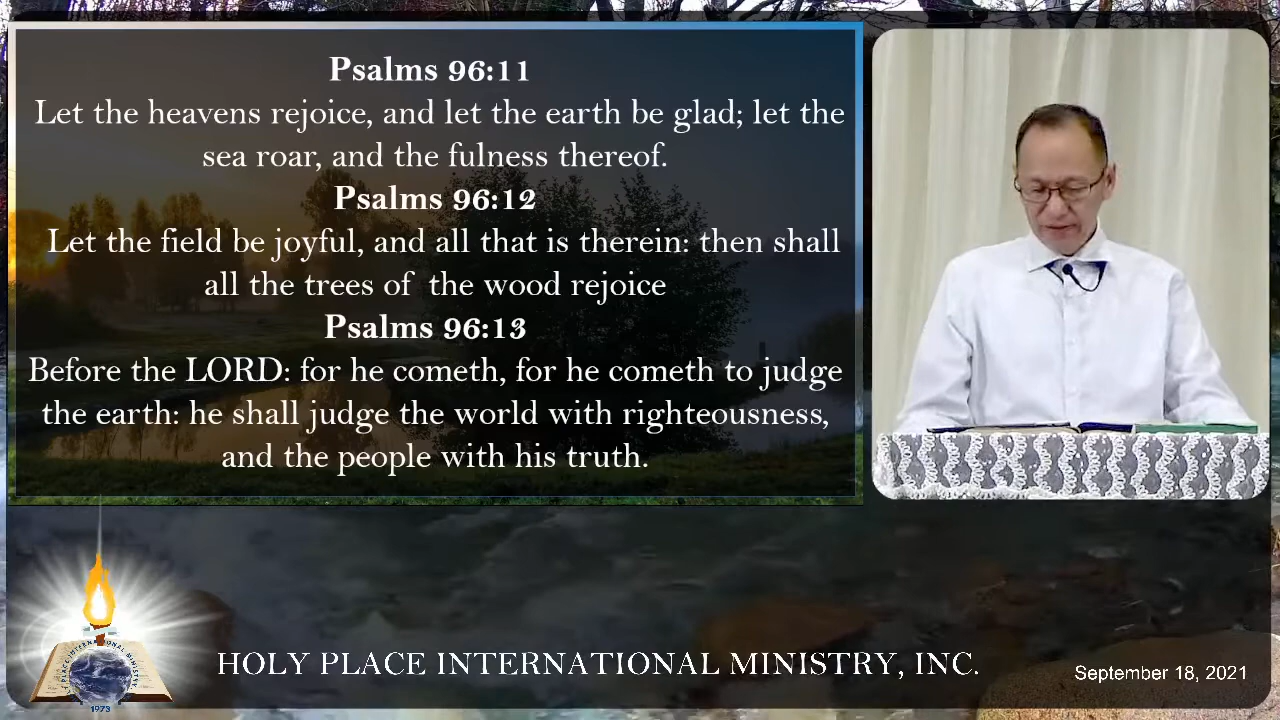 Psalms 96:11
Let the heavens rejoice, and let the earth be glad; let the
sea roar, and the fulness thereof.
Psalms 96:12
Let the field be joyful, and all that is therein: then shall
all the trees of the wood rejoice
Psalms 96:13
Before the LORD: for he cometh, for he cometh to judge
the earth: he shall judge the world with righteousness,
and the people with his truth.
1973
HOLY PLACE INTERNATIONAL MINISTRY, INC.
September 18, 2021